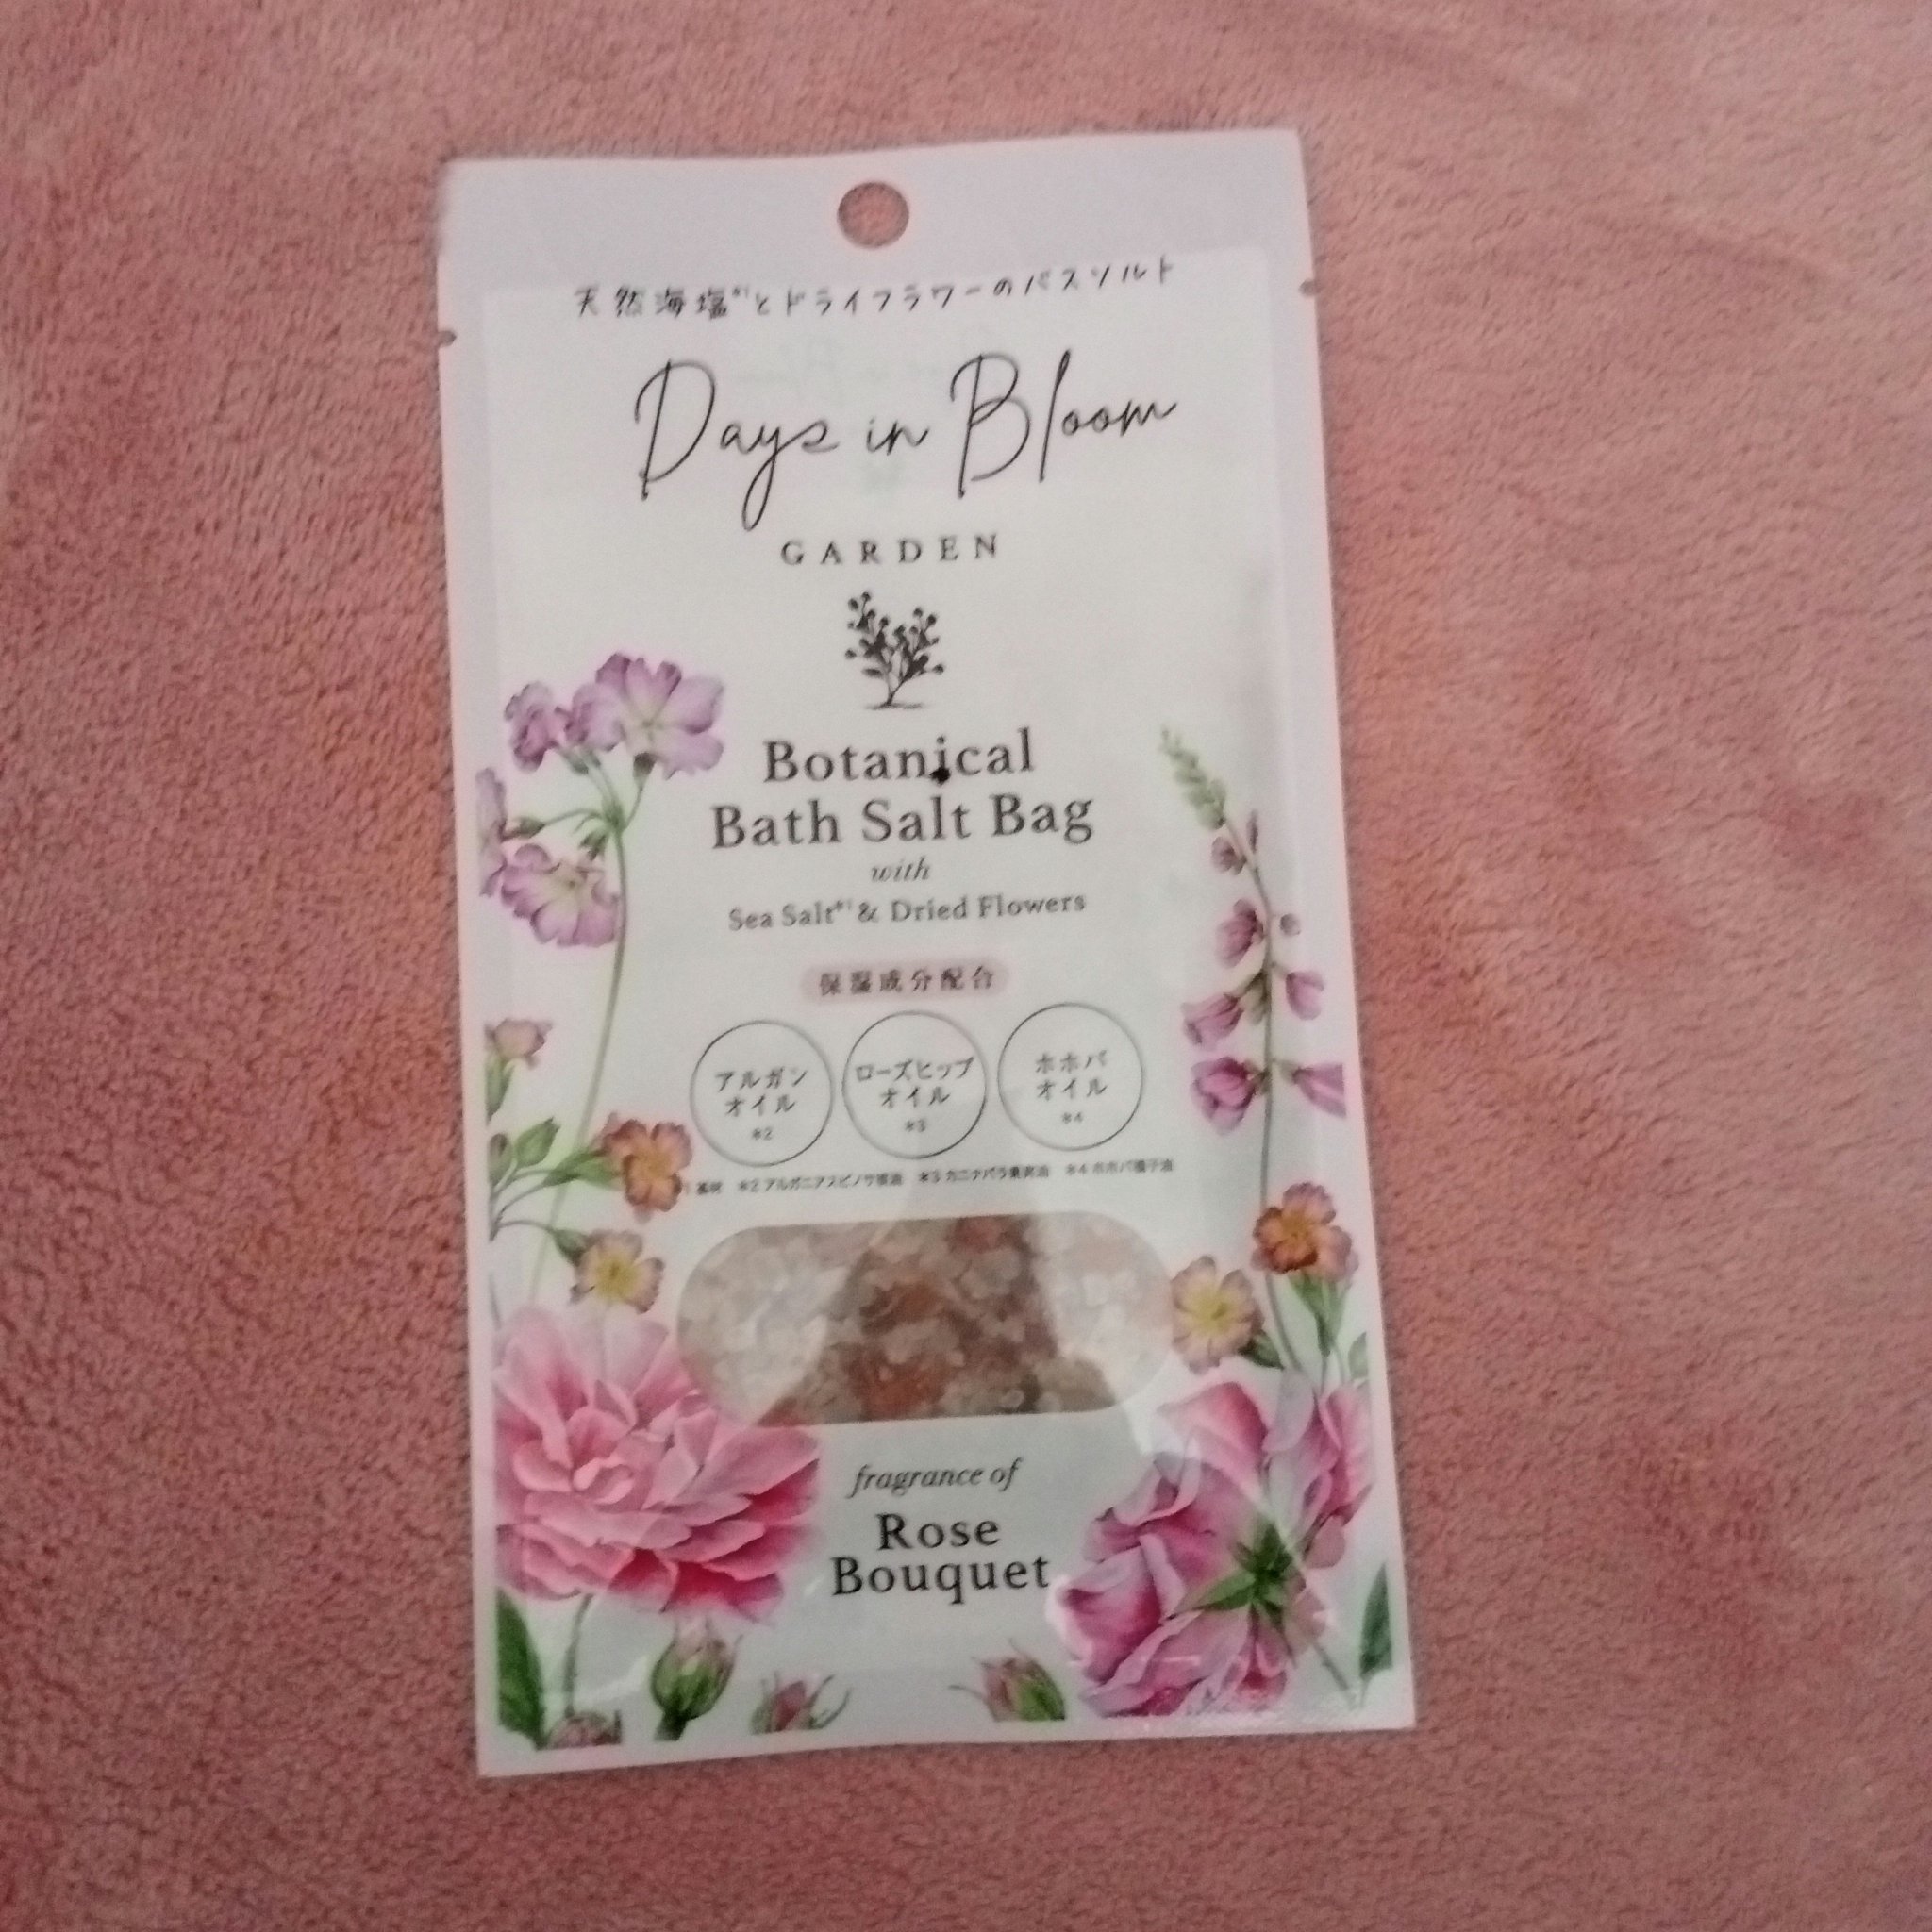 天然海塩*1とドライフラワーのバスソルト
Days in Bloom
GARDEN
Botanical
Bath Salt Bag
with
Sea Salt*1 & Dried Flowers
保湿成分配合
アルガン
オイル
*2
ローズヒップ
オイル
*3
ホホバ
オイル
*4
1 基剤 *2 アルガニアスピノサ核油 *3 カニナバラ果実油 *4 ホホバ種子油
fragrance of
Rose
Bouquet